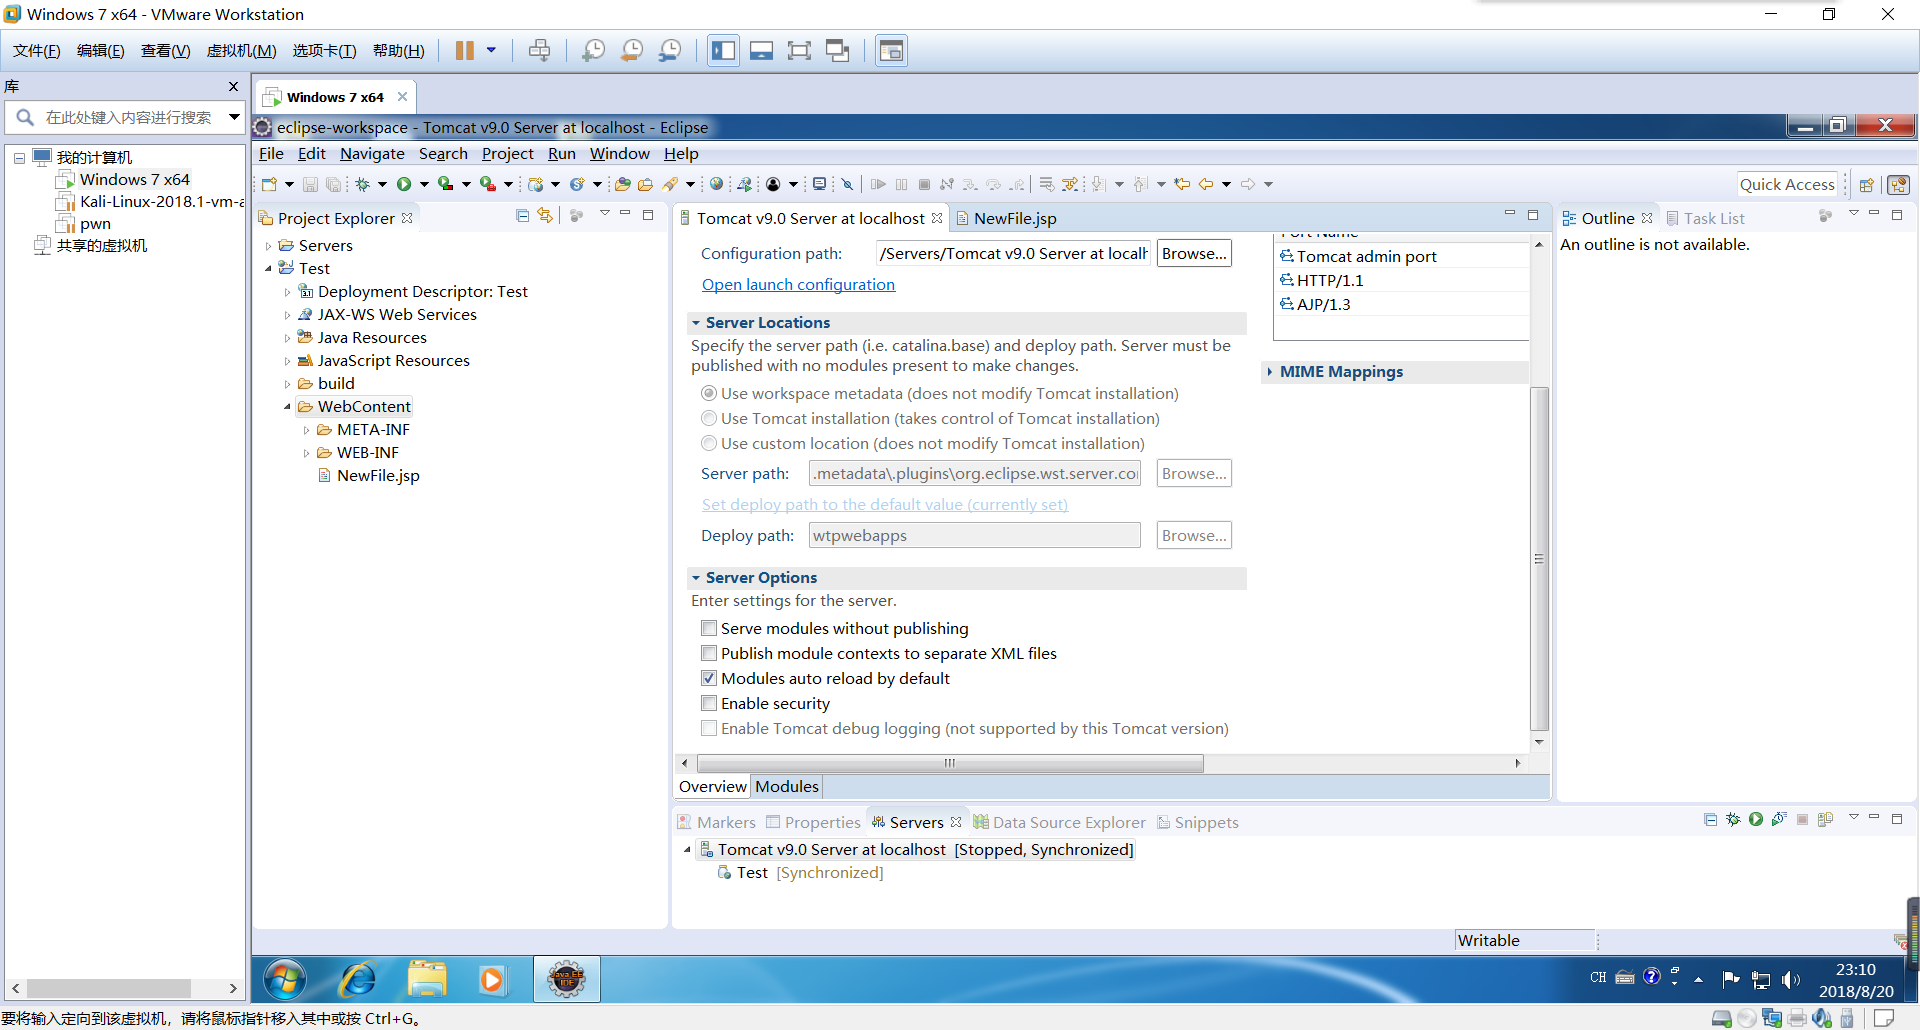 Windows 7 x64 - VMware Workstation
文件(F) 编辑(E) 查看(V) 虚拟机(M) 选项卡(T) 帮助(H)
库
在此处键入内容进行搜索
我的计算机
Windows 7 x64
Kali-Linux-2018.1-vm-a
pwn
共享的虚拟机
Windows 7 x64
eclipse-workspace - Tomcat v9.0 Server at localhost - Eclipse
File Edit Navigate Search Project Run Window Help
Quick Access
Project Explorer
Servers
Test
Deployment Descriptor: Test
JAX-WS Web Services
Java Resources
JavaScript Resources
build
WebContent
META-INF
WEB-INF
NewFile.jsp
Tomcat v9.0 Server at localhost
NewFile.jsp
Configuration path: /Servers/Tomcat v9.0 Server at localh Browse...
Open launch configuration
Server Locations
Specify the server path (i.e. catalina.base) and deploy path. Server must be
published with no modules present to make changes.
Use workspace metadata (does not modify Tomcat installation)
Use Tomcat installation (takes control of Tomcat installation)
Use custom location (does not modify Tomcat installation)
Server path: .metadata\.plugins\org.eclipse.wst.server.co Browse...
Set deploy path to the default value (currently set)
Deploy path: wtpwebapps Browse...
Server Options
Enter settings for the server.
Serve modules without publishing
Publish module contexts to separate XML files
Modules auto reload by default
Enable security
Enable Tomcat debug logging (not supported by this Tomcat version)
Port Name
Tomcat admin port
HTTP/1.1
AJP/1.3
MIME Mappings
Overview Modules
Outline Task List
An outline is not available.
Markers Properties Servers Data Source Explorer Snippets
Tomcat v9.0 Server at localhost [Stopped, Synchronized]
Test [Synchronized]
Writable
Java EE
IDE
CH
23:10
2018/8/20
要将输入定向到该虚拟机，请将鼠标指针移入其中或按 Ctrl+G。